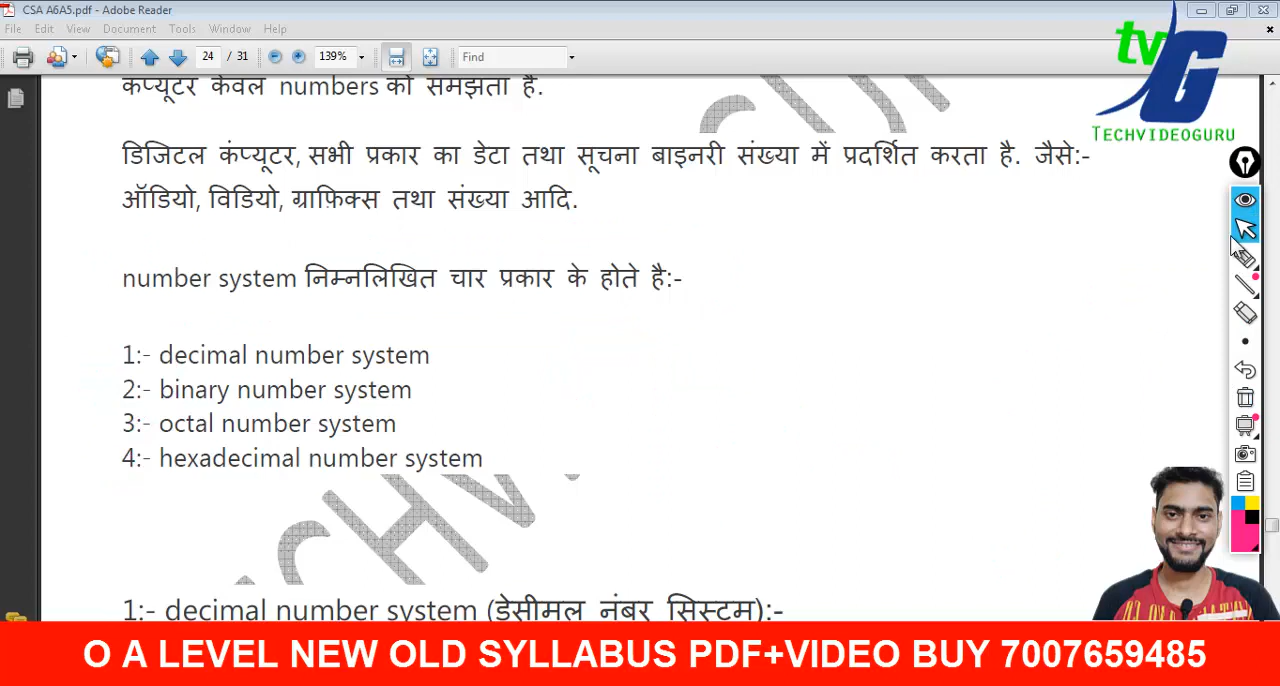 CSA A6A5.pdf - Adobe Reader
File Edit View Document Tools Window Help
24 / 31 139% Find
tvG
TECHVIDEOGURU
कंप्यूटर केवल numbers को समझता है.
डिजिटल कंप्यूटर, सभी प्रकार का डेटा तथा सूचना बाइनरी संख्या में प्रदर्शित करता है. जैसे:-
ऑडियो, विडियो, ग्राफ़िक्स तथा संख्या आदि.
number system निम्नलिखित चार प्रकार के होते है:-
1:- decimal number system
2:- binary number system
3:- octal number system
4:- hexadecimal number system
1:- decimal number system (डेसीमल नंबर सिस्टम):-
O A LEVEL NEW OLD SYLLABUS PDF+VIDEO BUY 7007659485